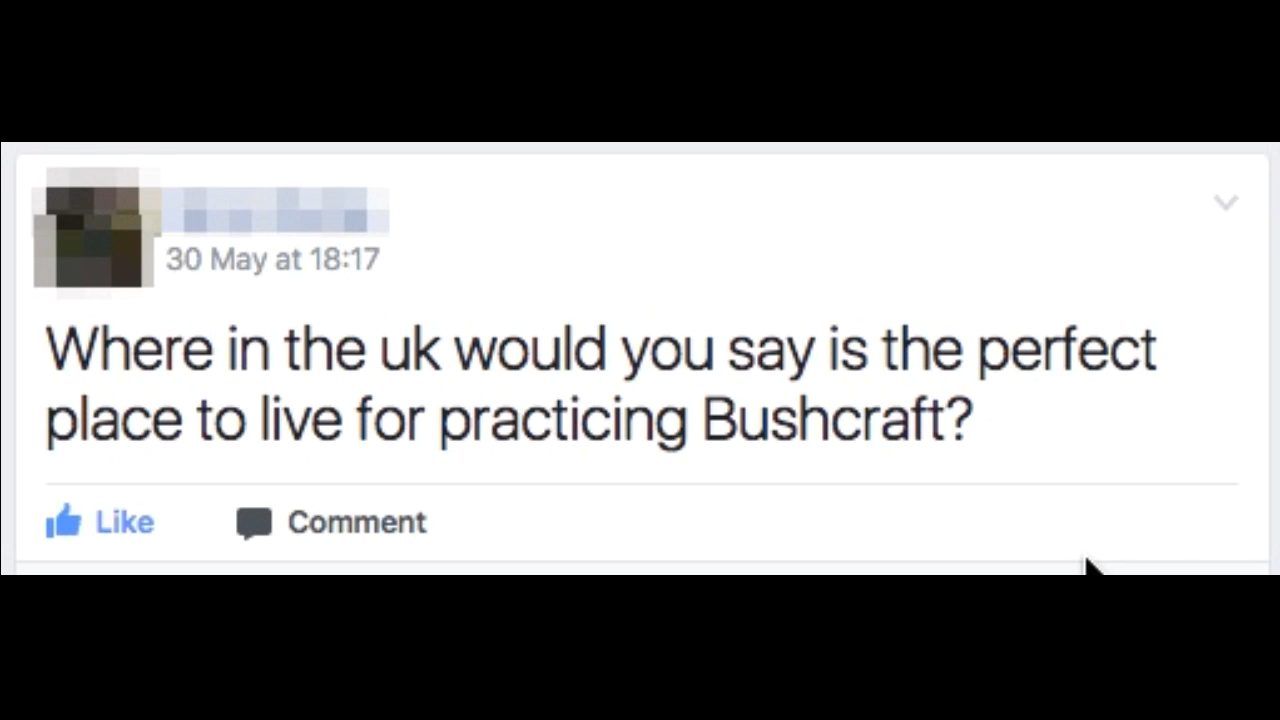 30 May at 18:17
Where in the uk would you say is the perfect
place to live for practicing Bushcraft?
Like Comment